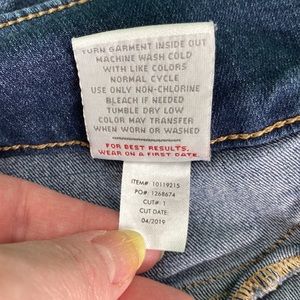 TURN GARMENT INSIDE OUT
MACHINE WASH COLD
WITH LIKE COLORS
NORMAL CYCLE
USE ONLY NON-CHLORINE
BLEACH IF NEEDED
TUMBLE DRY LOW
COLOR MAY TRANSFER
WHEN WORN OR WASHED
FOR BEST RESULTS,
WEAR ON A FIRST DATE.
ITEM#: 10119215
PO#: 1268674
CUT#: 1
CUT DATE:
04/2019